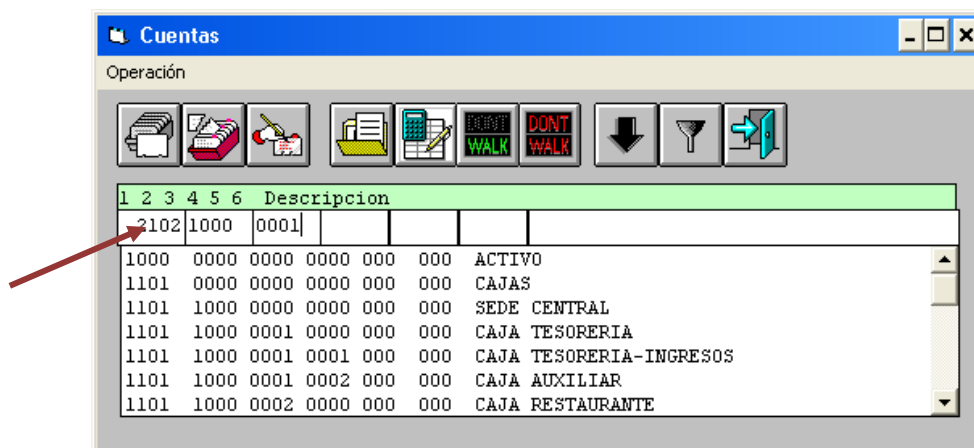 Cuentas
Operación
DONT WALK DONT WALK
1 2 3 4 5 6 Descripcion
2102 1000 0001
1000 0000 0000 0000 000 000 ACTIVO
1101 0000 0000 0000 000 000 CAJAS
1101 1000 0000 0000 000 000 SEDE CENTRAL
1101 1000 0001 0000 000 000 CAJA TESORERIA
1101 1000 0001 0001 000 000 CAJA TESORERIA-INGRESOS
1101 1000 0001 0002 000 000 CAJA AUXILIAR
1101 1000 0002 0000 000 000 CAJA RESTAURANTE